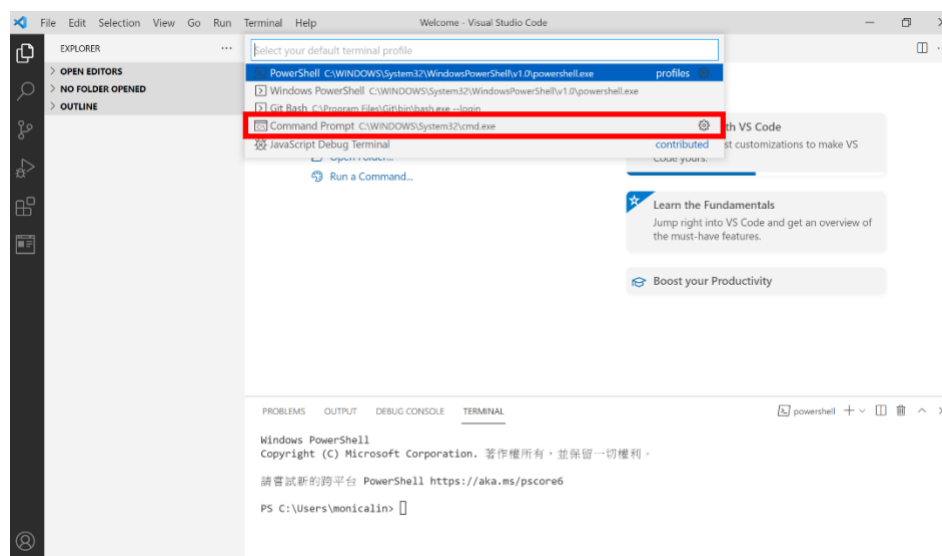 File Edit Selection View Go Run Terminal Help Welcome - Visual Studio Code
EXPLORER
OPEN EDITORS
NO FOLDER OPENED
OUTLINE
Select your default terminal profile
PowerShell C:\WINDOWS\System32\WindowsPowerShell\v1.0\powershell.exe profiles
Windows PowerShell C:\WINDOWS\System32\WindowsPowerShell\v1.0\powershell.exe
Git Bash C:\Program Files\Git\bin\bash.exe --login
Command Prompt C:\WINDOWS\System32\cmd.exe
JavaScript Debug Terminal contributed
Open Folder...
Run a Command...
th VS Code
st customizations to make VS
Code yours.
Learn the Fundamentals
Jump right into VS Code and get an overview of
the must-have features.
Boost your Productivity
PROBLEMS OUTPUT DEBUG CONSOLE TERMINAL powershell
Windows PowerShell
Copyright (C) Microsoft Corporation. 著作權所有，並保留一切權利。
請嘗試新的跨平台 PowerShell https://aka.ms/pscore6
PS C:\Users\monicalin>